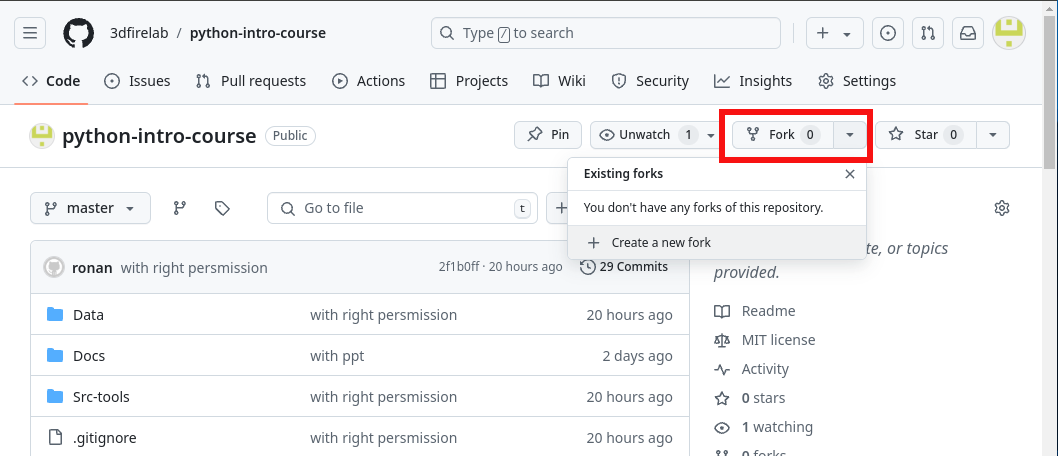 3dfirelab / python-intro-course
Type / to search
Code Issues Pull requests Actions Projects Wiki Security Insights Settings
python-intro-course Public Pin Unwatch 1 Fork 0 Star 0
Existing forks
You don't have any forks of this repository.
Create a new fork
master Go to file t
ronan with right persmission 2f1b0ff · 20 hours ago 29 Commits
Data with right persmission 20 hours ago
Docs with ppt 2 days ago
Src-tools with right persmission 20 hours ago
.gitignore with right persmission 20 hours ago
or topics
provided.
Readme
MIT license
Activity
0 stars
1 watching
0 forks